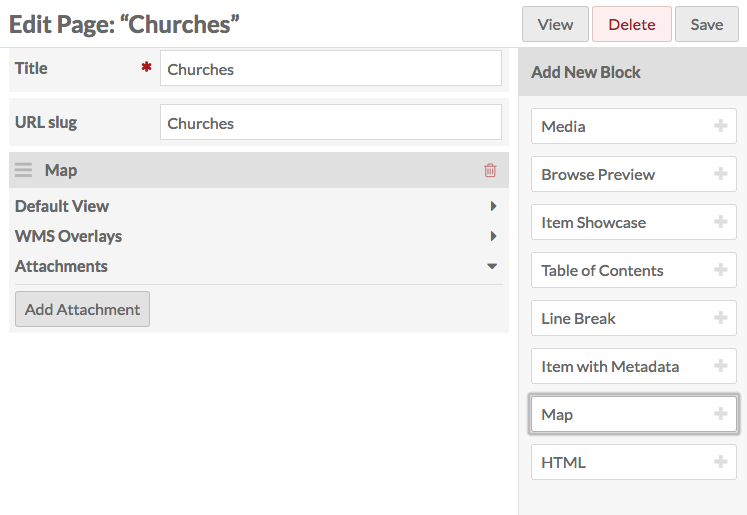 Edit Page: “Churches”
View
Delete
Save
Title
Churches
URL slug
Churches
Map
Default View
WMS Overlays
Attachments
Add Attachment
Add New Block
Media
Browse Preview
Item Showcase
Table of Contents
Line Break
Item with Metadata
Map
HTML